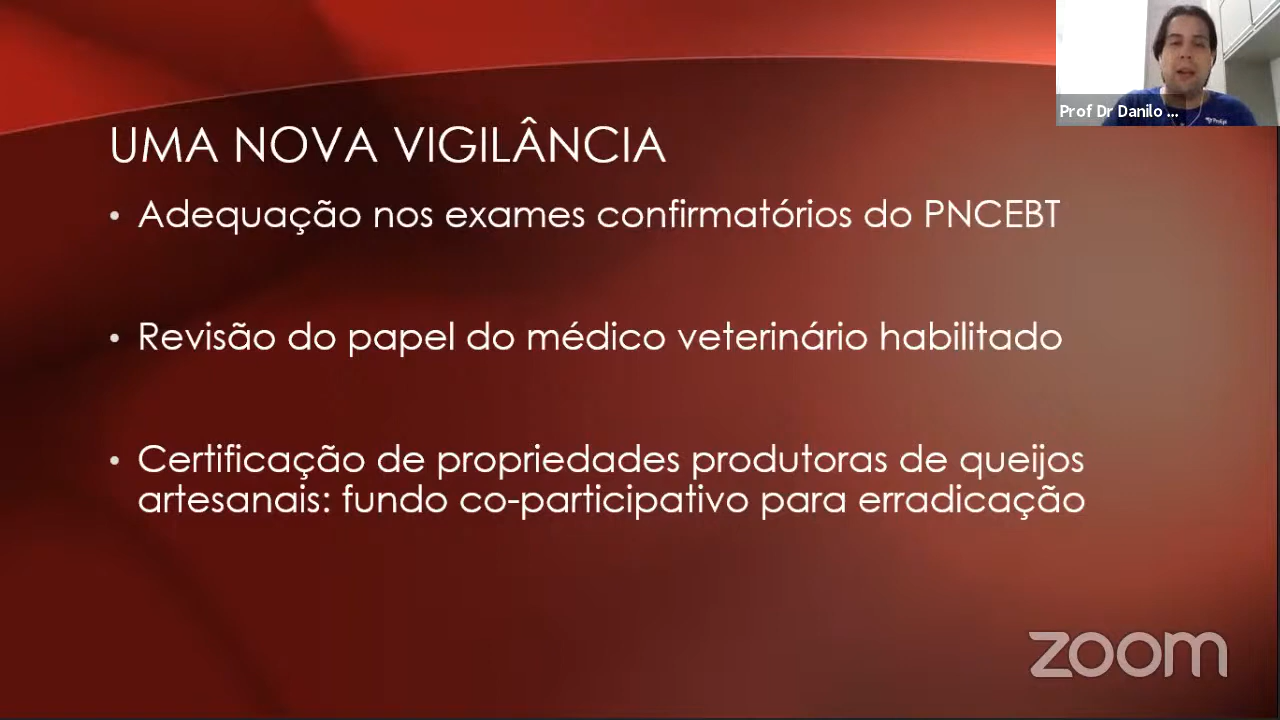 Prof Dr Danilo ...
UMA NOVA VIGILÂNCIA
• Adequação nos exames confirmatórios do PNCEBT
• Revisão do papel do médico veterinário habilitado
• Certificação de propriedades produtoras de queijos
artesanais: fundo co-participativo para erradicação
zoom